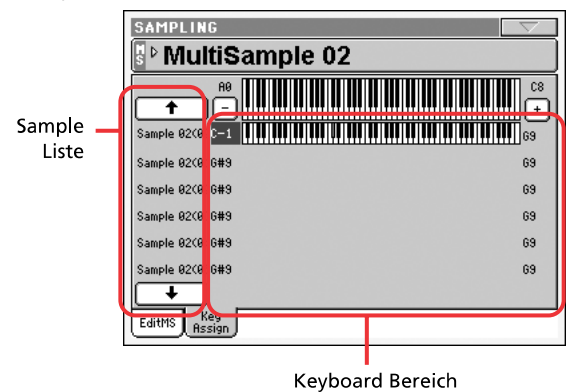 SAMPLING
MS MultiSample 02
A0 C8
- +
Sample 02(0 C-1 G9
Sample 02(0 G#9 G9
Sample 02(0 G#9 G9
Sample 02(0 G#9 G9
Sample 02(0 G#9 G9
Sample 02(0 G#9 G9
EditMS Key Assign
Sample
Liste
Keyboard Bereich